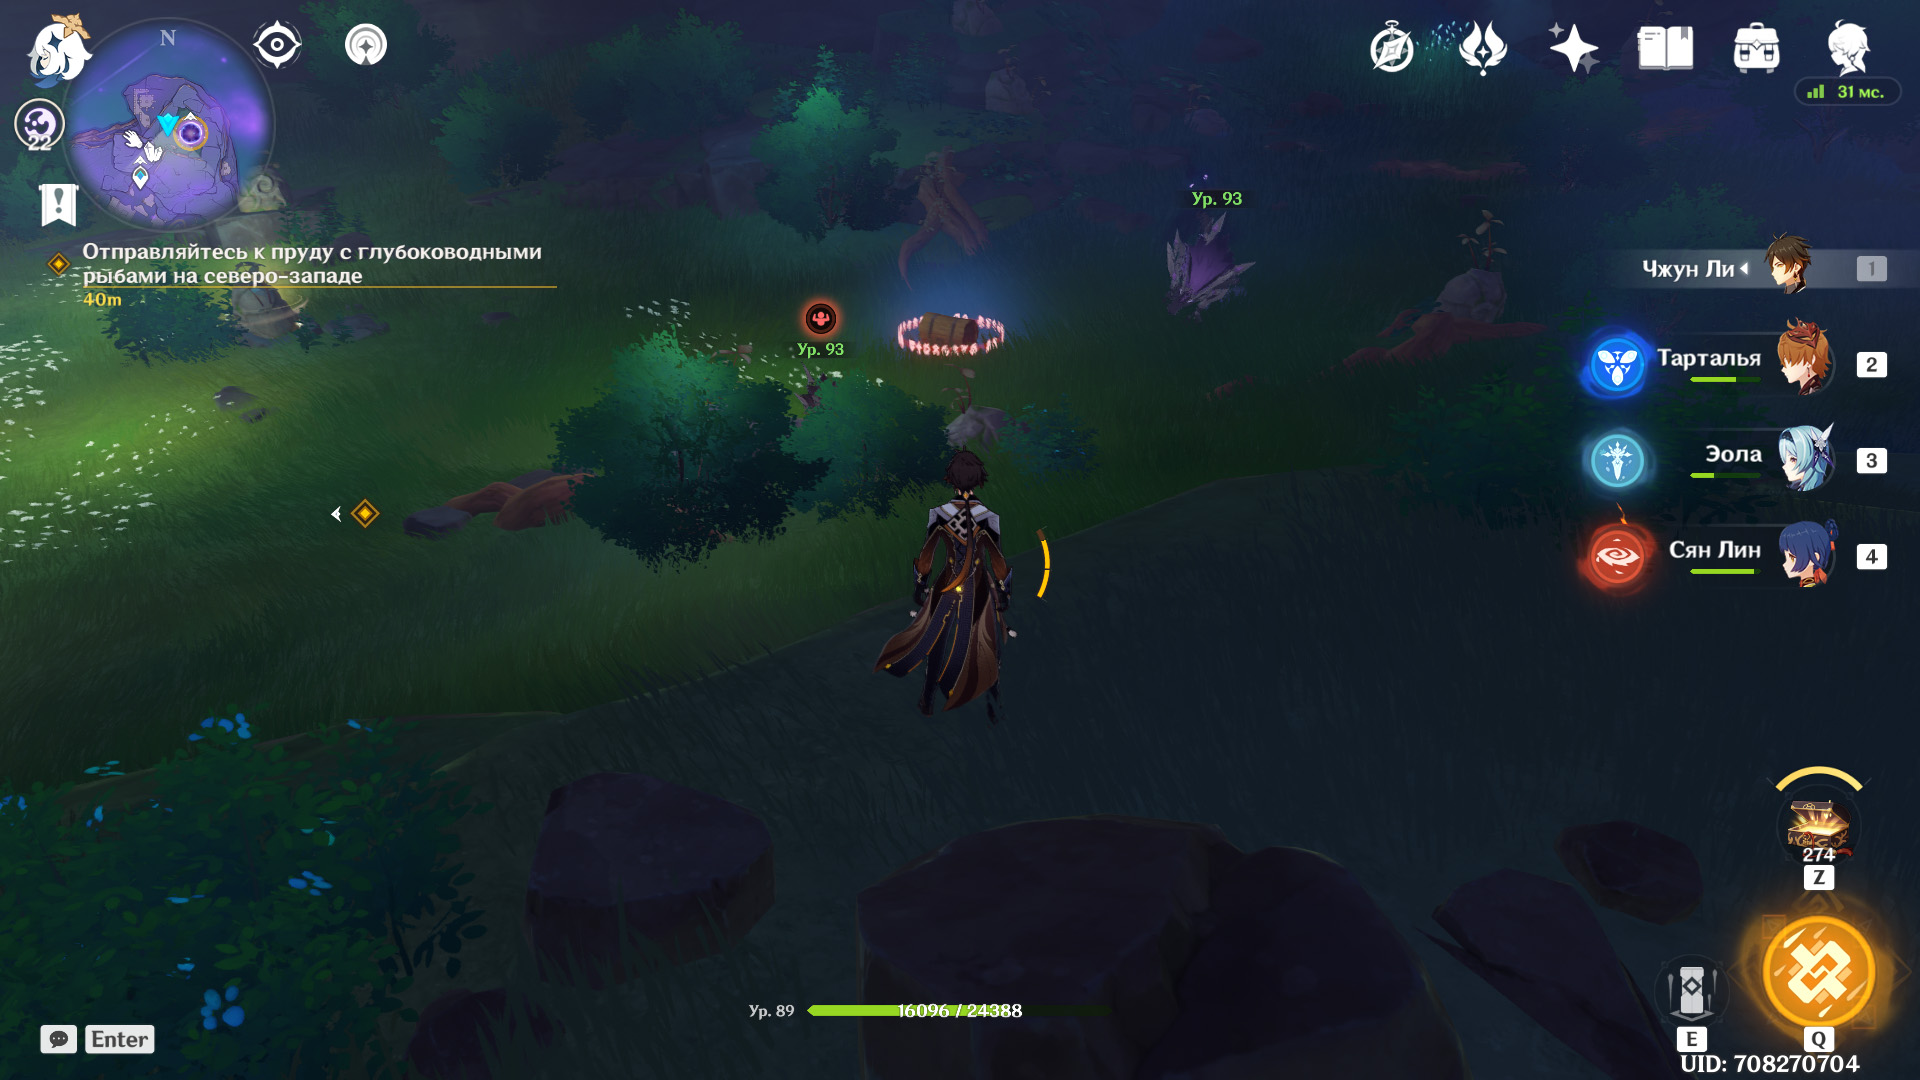 N
31 мс.
22
Отправляйтесь к пруду с глубоководными
рыбами на северо-западе
40m
Ур. 93
Ур. 93
Чжун Ли
1
Тарталья
2
Эола
3
Сян Лин
4
274
Z
Ур. 89
16096 / 24388
Enter
E
Q
UID: 708270704